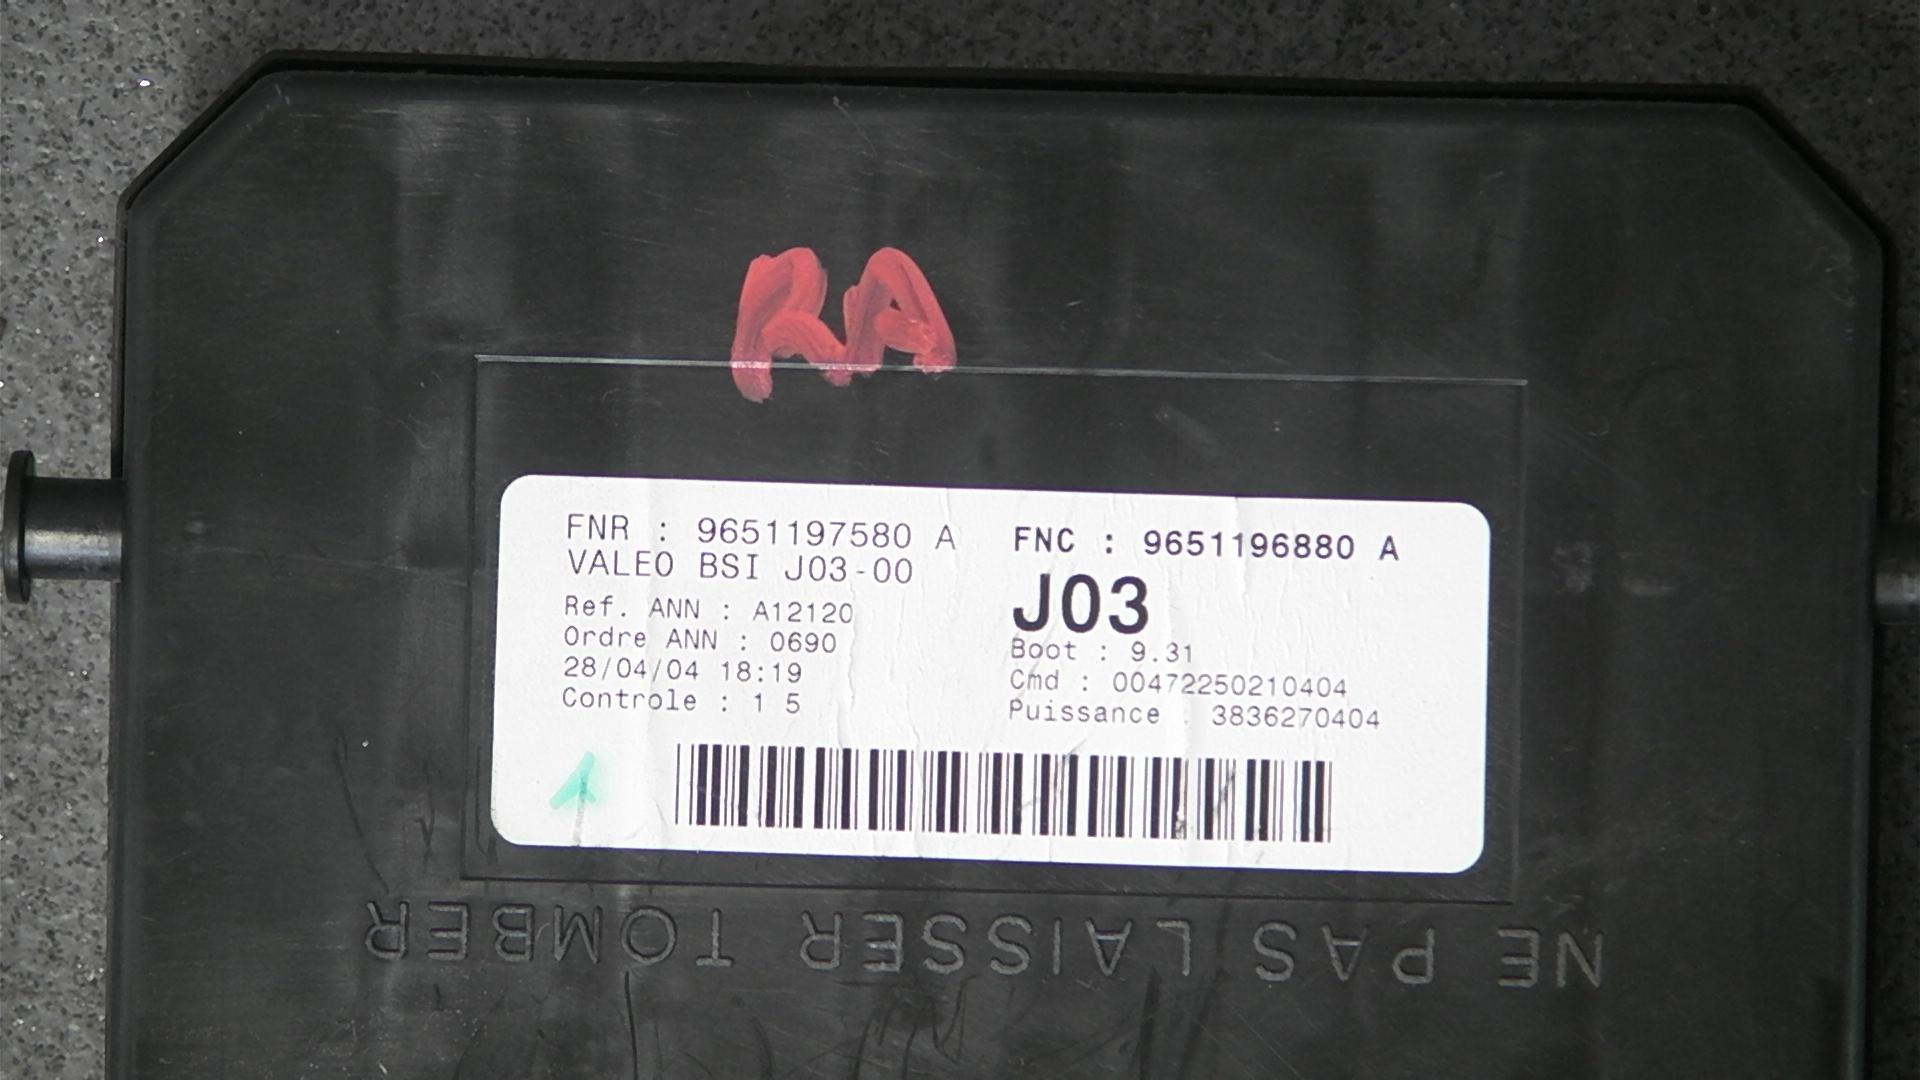 RA
FNR : 9651197580 A
VALEO BSI J03-00
Ref. ANN : A12120
Ordre ANN : 0690
28/04/04 18:19
Controle : 1 5
FNC : 9651196880 A
J03
Boot : 9.31
Cmd : 00472250210404
Puissance : 3836270404
1
NE PAS LAISSER TOMBER